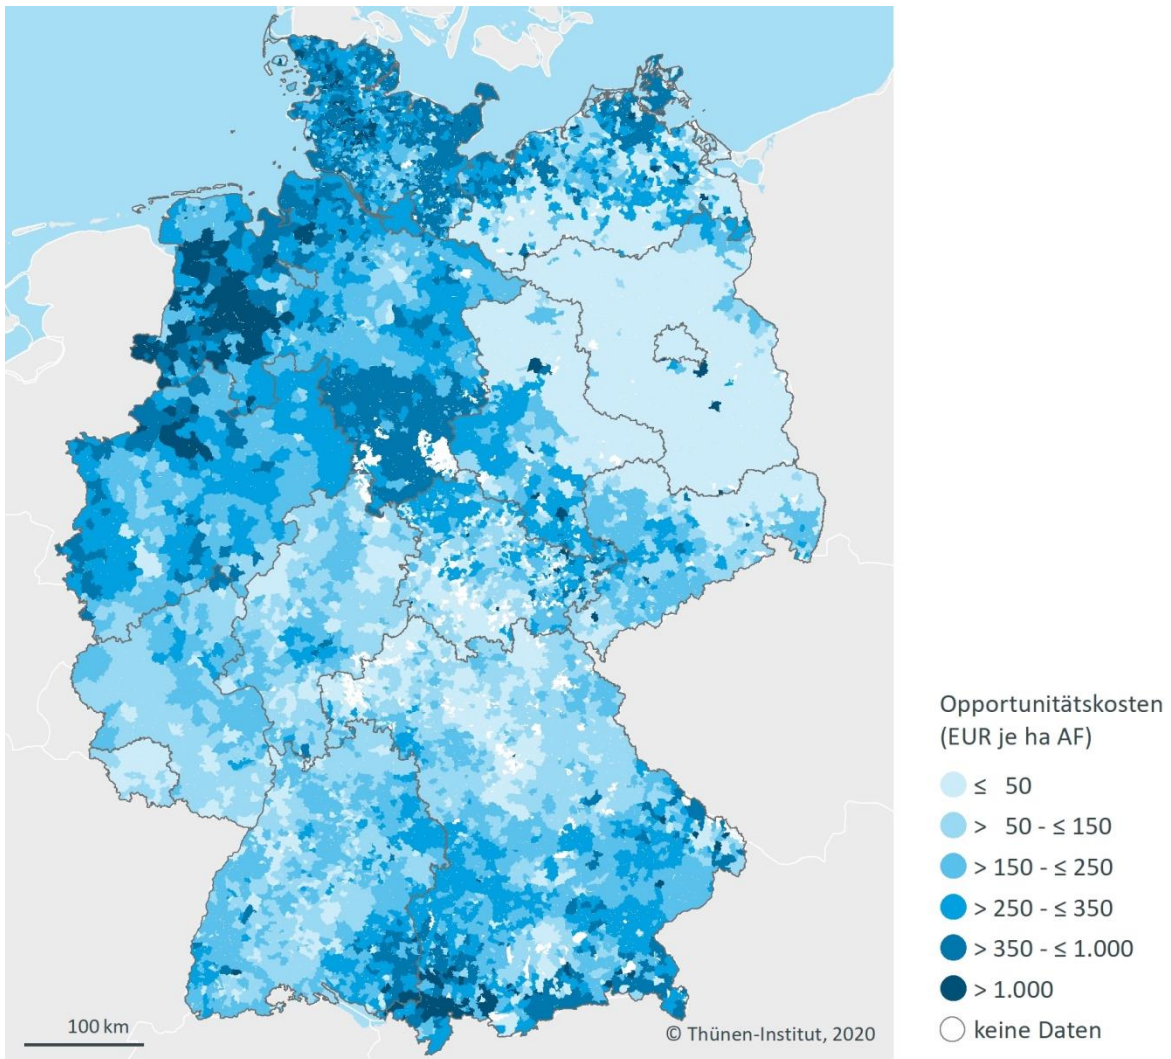 Opportunitätskosten
(EUR je ha AF)
≤ 50
> 50 - ≤ 150
> 150 - ≤ 250
> 250 - ≤ 350
> 350 - ≤ 1.000
> 1.000
keine Daten
100 km
© Thünen-Institut, 2020